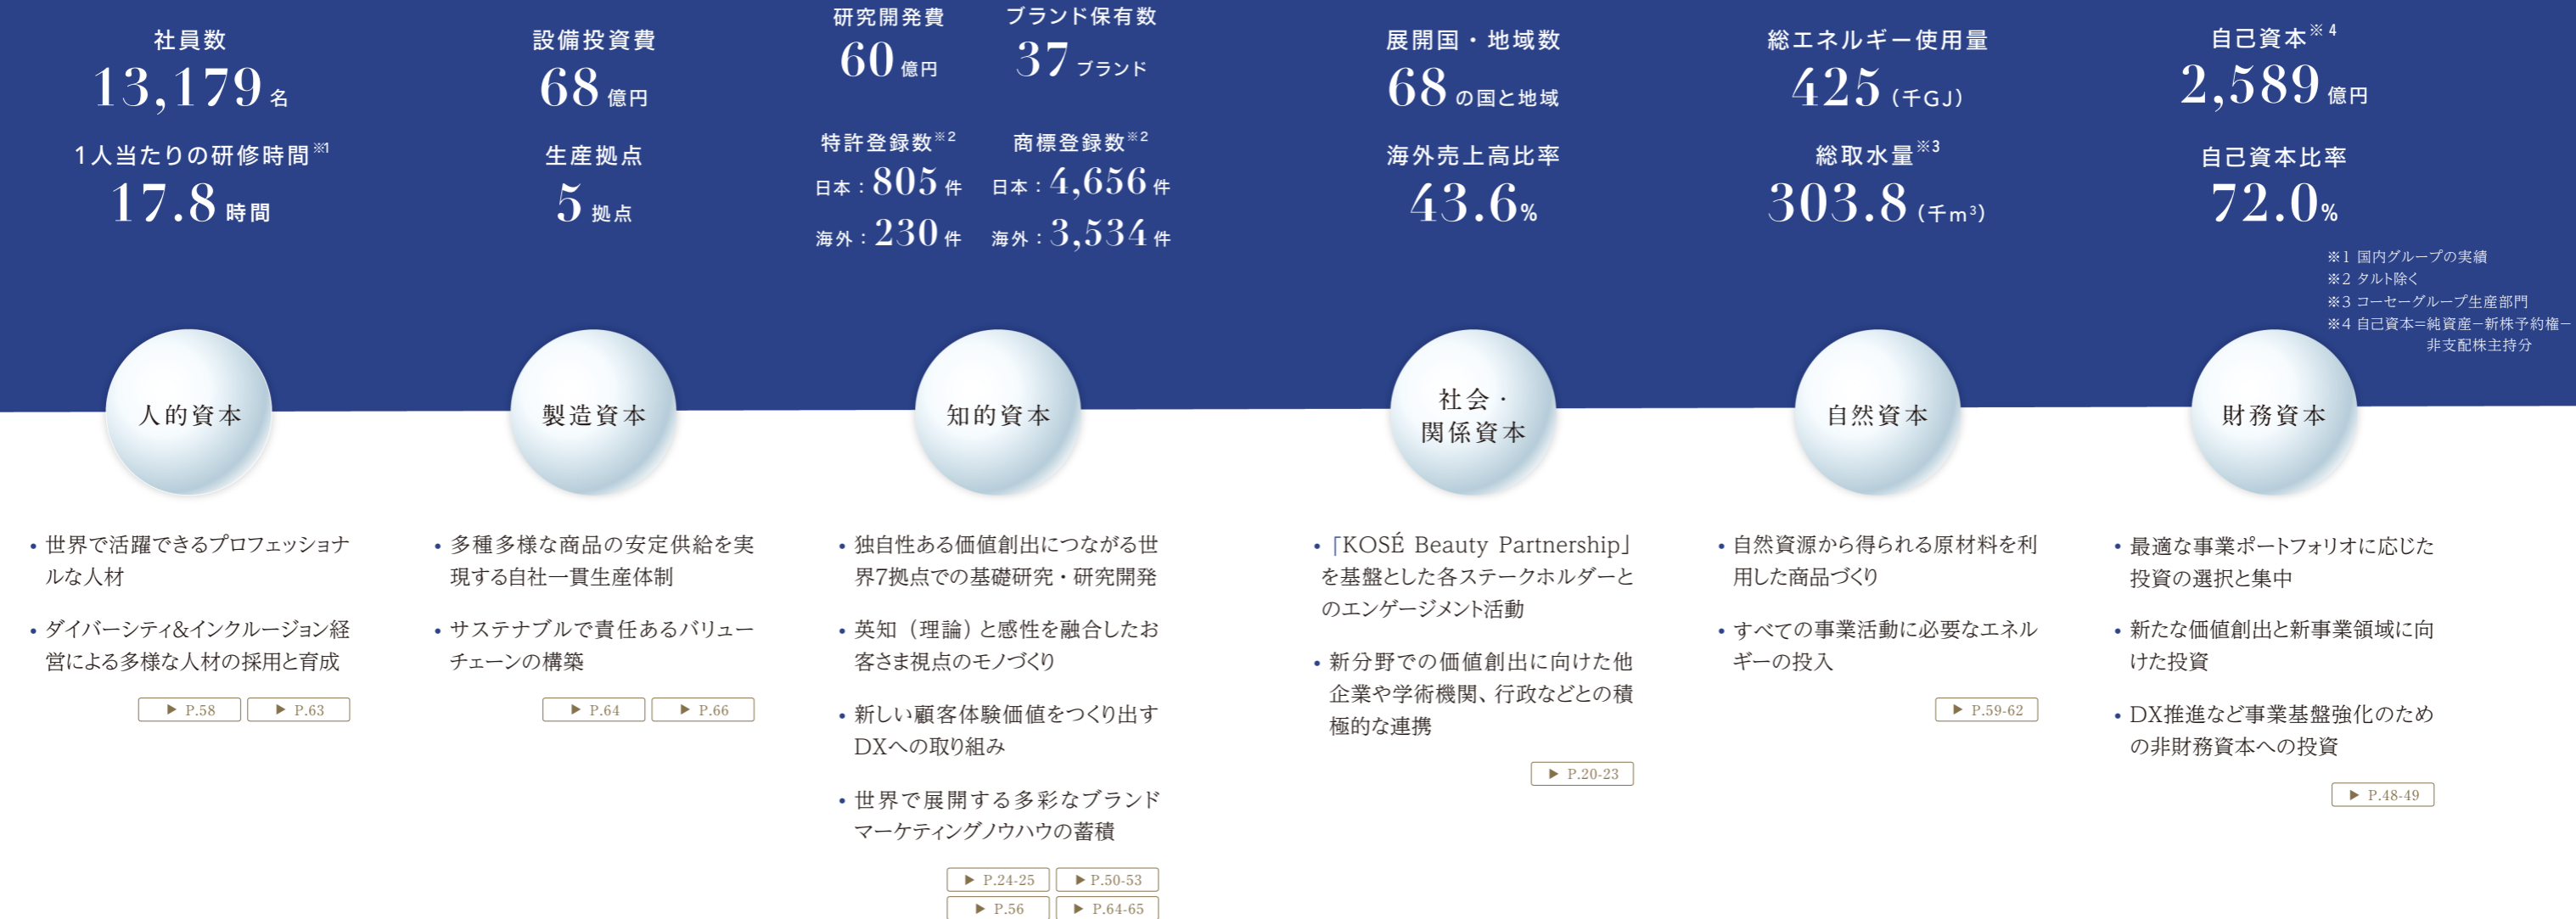 社員数
13,179 名
1人当たりの研修時間※1
17.8 時間
設備投資費
68 億円
生産拠点
5 拠点
研究開発費
60 億円
ブランド保有数
37 ブランド
特許登録数※2
日本：805 件
海外：230 件
商標登録数※2
日本：4,656 件
海外：3,534 件
展開国・地域数
68 の国と地域
海外売上高比率
43.6%
総エネルギー使用量
425（千GJ）
総取水量※3
303.8（千m³）
自己資本※4
2,589 億円
自己資本比率
72.0%
※1 国内グループの実績
※2 タルト除く
※3 コーセーグループ生産部門
※4 自己資本=純資産−新株予約権−
非支配株主持分
人的資本
• 世界で活躍できるプロフェッショナ
ルな人材
• ダイバーシティ&インクルージョン経
営による多様な人材の採用と育成
▶ P.58
▶ P.63
製造資本
• 多種多様な商品の安定供給を実
現する自社一貫生産体制
• サステナブルで責任あるバリュー
チェーンの構築
▶ P.64
▶ P.66
知的資本
• 独自性ある価値創出につながる世
界7拠点での基礎研究・研究開発
• 英知（理論）と感性を融合したお
客さま視点のモノづくり
• 新しい顧客体験価値をつくり出す
DXへの取り組み
• 世界で展開する多彩なブランド
マーケティングノウハウの蓄積
▶ P.24-25
▶ P.50-53
▶ P.56
▶ P.64-65
社会・
関係資本
• 「KOSÉ Beauty Partnership」
を基盤とした各ステークホルダーと
のエンゲージメント活動
• 新分野での価値創出に向けた他
企業や学術機関、行政などとの積
極的な連携
▶ P.20-23
自然資本
• 自然資源から得られる原材料を利
用した商品づくり
• すべての事業活動に必要なエネル
ギーの投入
▶ P.59-62
財務資本
• 最適な事業ポートフォリオに応じた
投資の選択と集中
• 新たな価値創出と新事業領域に向
けた投資
• DX推進など事業基盤強化のため
の非財務資本への投資
▶ P.48-49